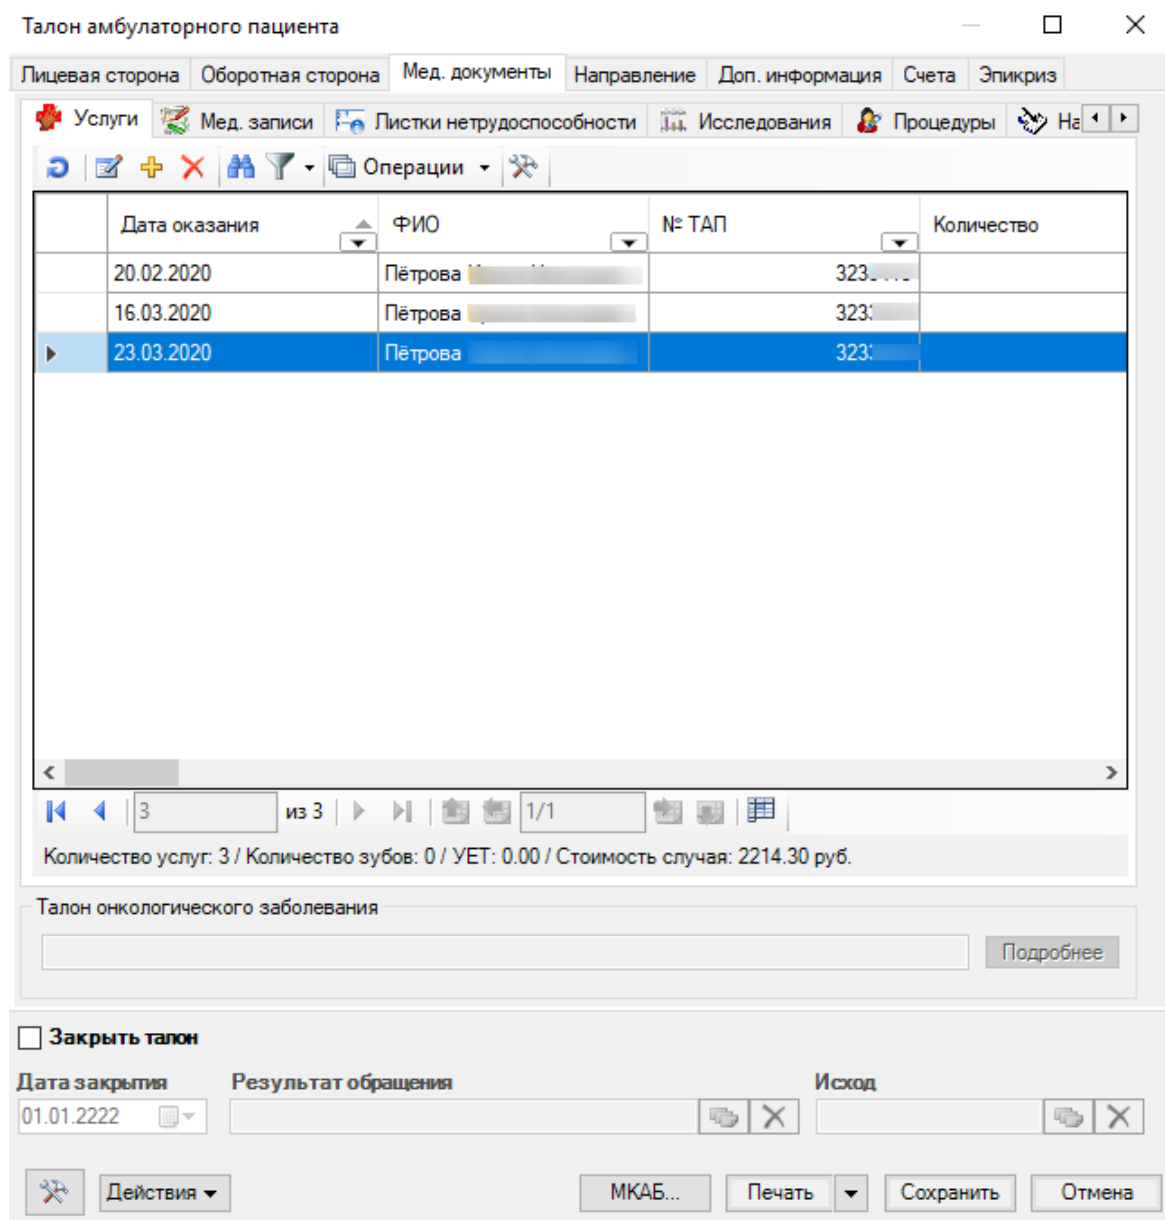 Талон амбулаторного пациента
Лицевая сторона Оборотная сторона Мед. документы Направление Доп. информация Счета Эпикриз
Услуги Мед. записи Листки нетрудоспособности Исследования Процедуры На
Операции
Дата оказания ФИО № ТАП Количество
20.02.2020 Пётрова 323
16.03.2020 Пётрова 323
23.03.2020 Пётрова 323
3 из 3 1/1
Количество услуг: 3 / Количество зубов: 0 / УЕТ: 0.00 / Стоимость случая: 2214.30 руб.
Талон онкологического заболевания
Подробнее
Закрыть талон
Дата закрытия Результат обращения Исход
01.01.2222
Действия МКАБ... Печать Сохранить Отмена